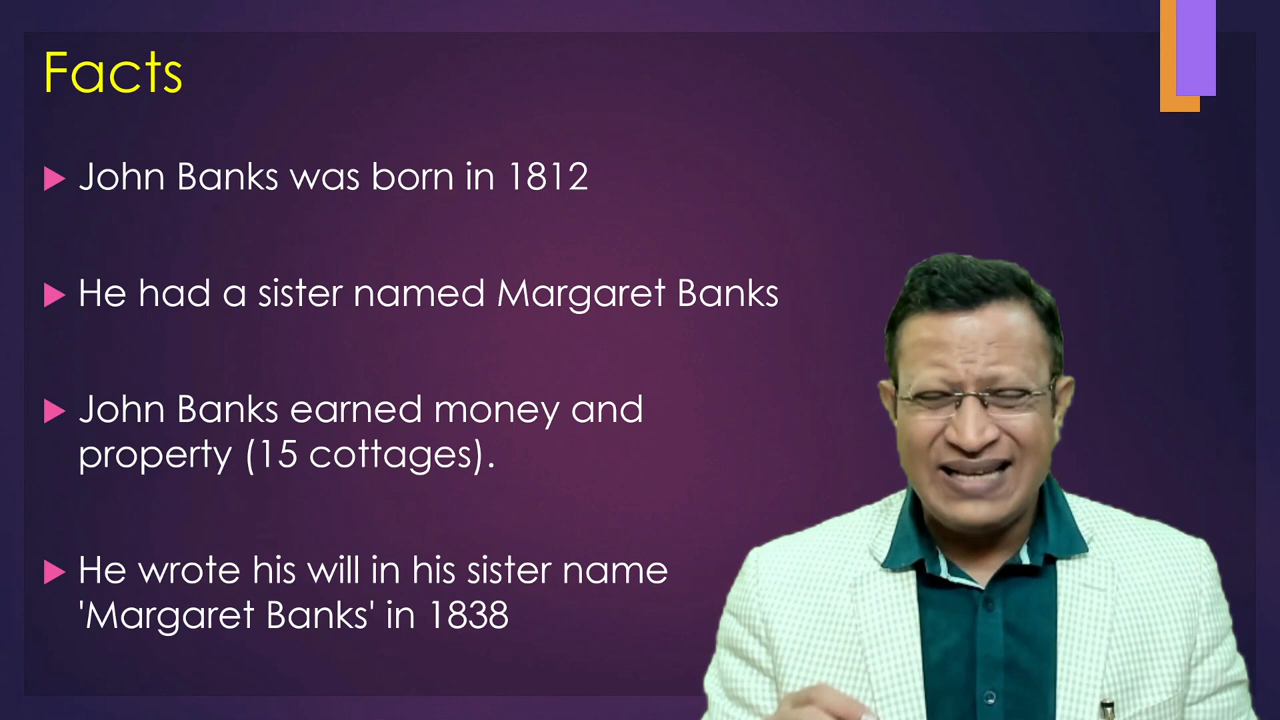 Facts
John Banks was born in 1812
He had a sister named Margaret Banks
John Banks earned money and
property (15 cottages).
He wrote his will in his sister name
'Margaret Banks' in 1838